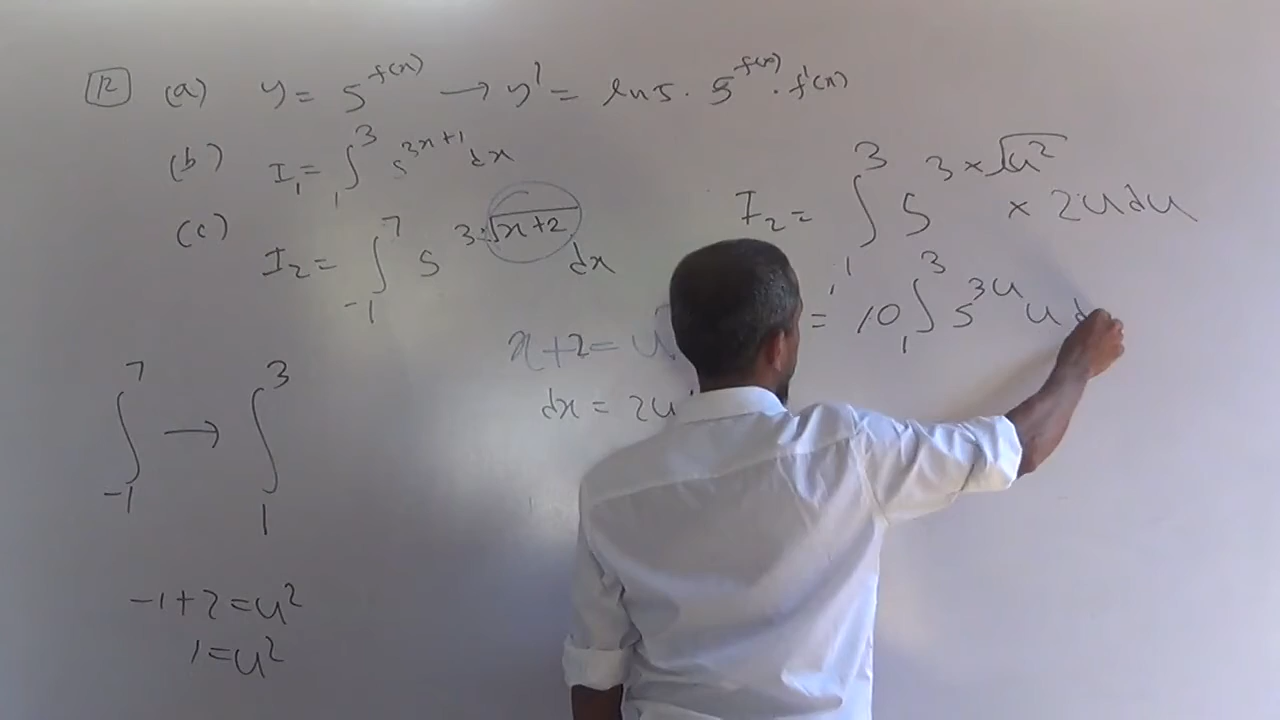 12 (a) y = 5^{f(x)} → y' = ln5 · 5^{f(x)} · f'(x)
(b) I₁ = ∫₁³ 5^{3x+1} dx
(c) I₂ = ∫₋₁⁷ 5^{3·√(x+2)} dx
x+2 = u
dx = 2u
∫₋₁⁷ → ∫₁³
-1+2 = u²
1 = u²
I₂ = ∫₁³ 5^{3×√u²} × 2u du
= 10 ∫₁³ 5^{3u} u d